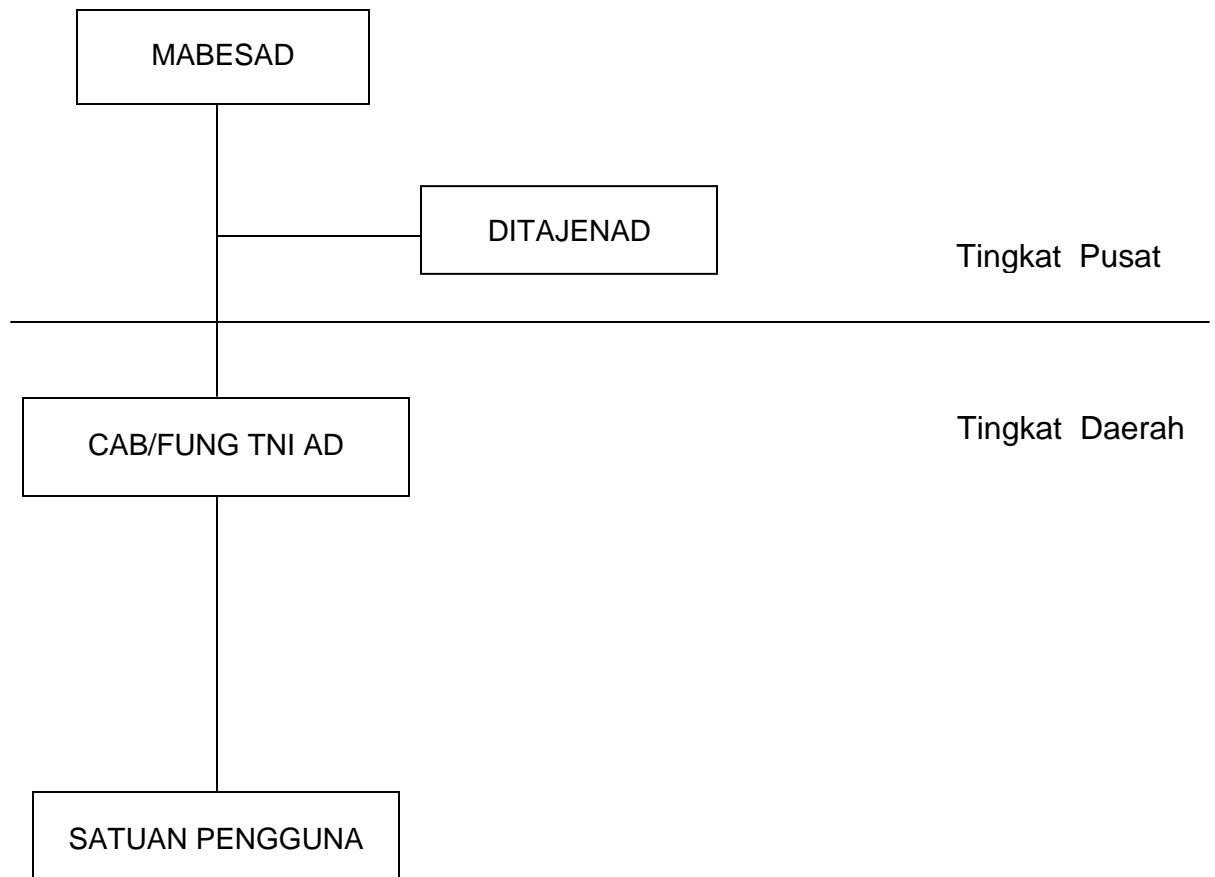 MABESAD
DITAJENAD
Tingkat Pusat
CAB/FUNG TNI AD
Tingkat Daerah
SATUAN PENGGUNA